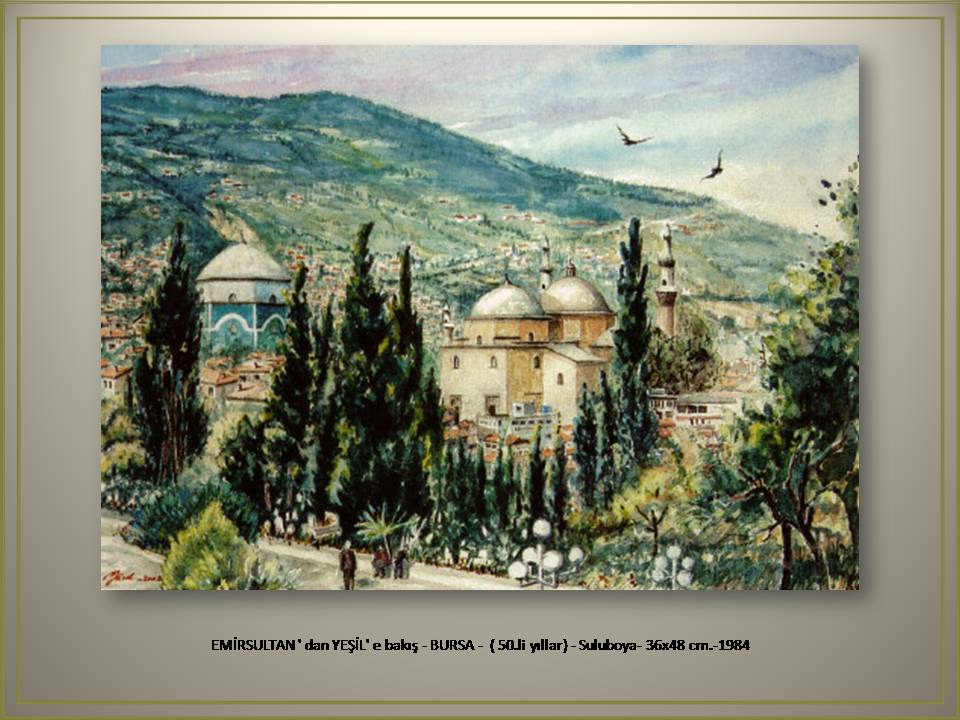 EMİRSULTAN ' dan YEŞİL' e bakış - BURSA - ( 50.li yıllar) - Suluboya- 36x48 cm.-1984